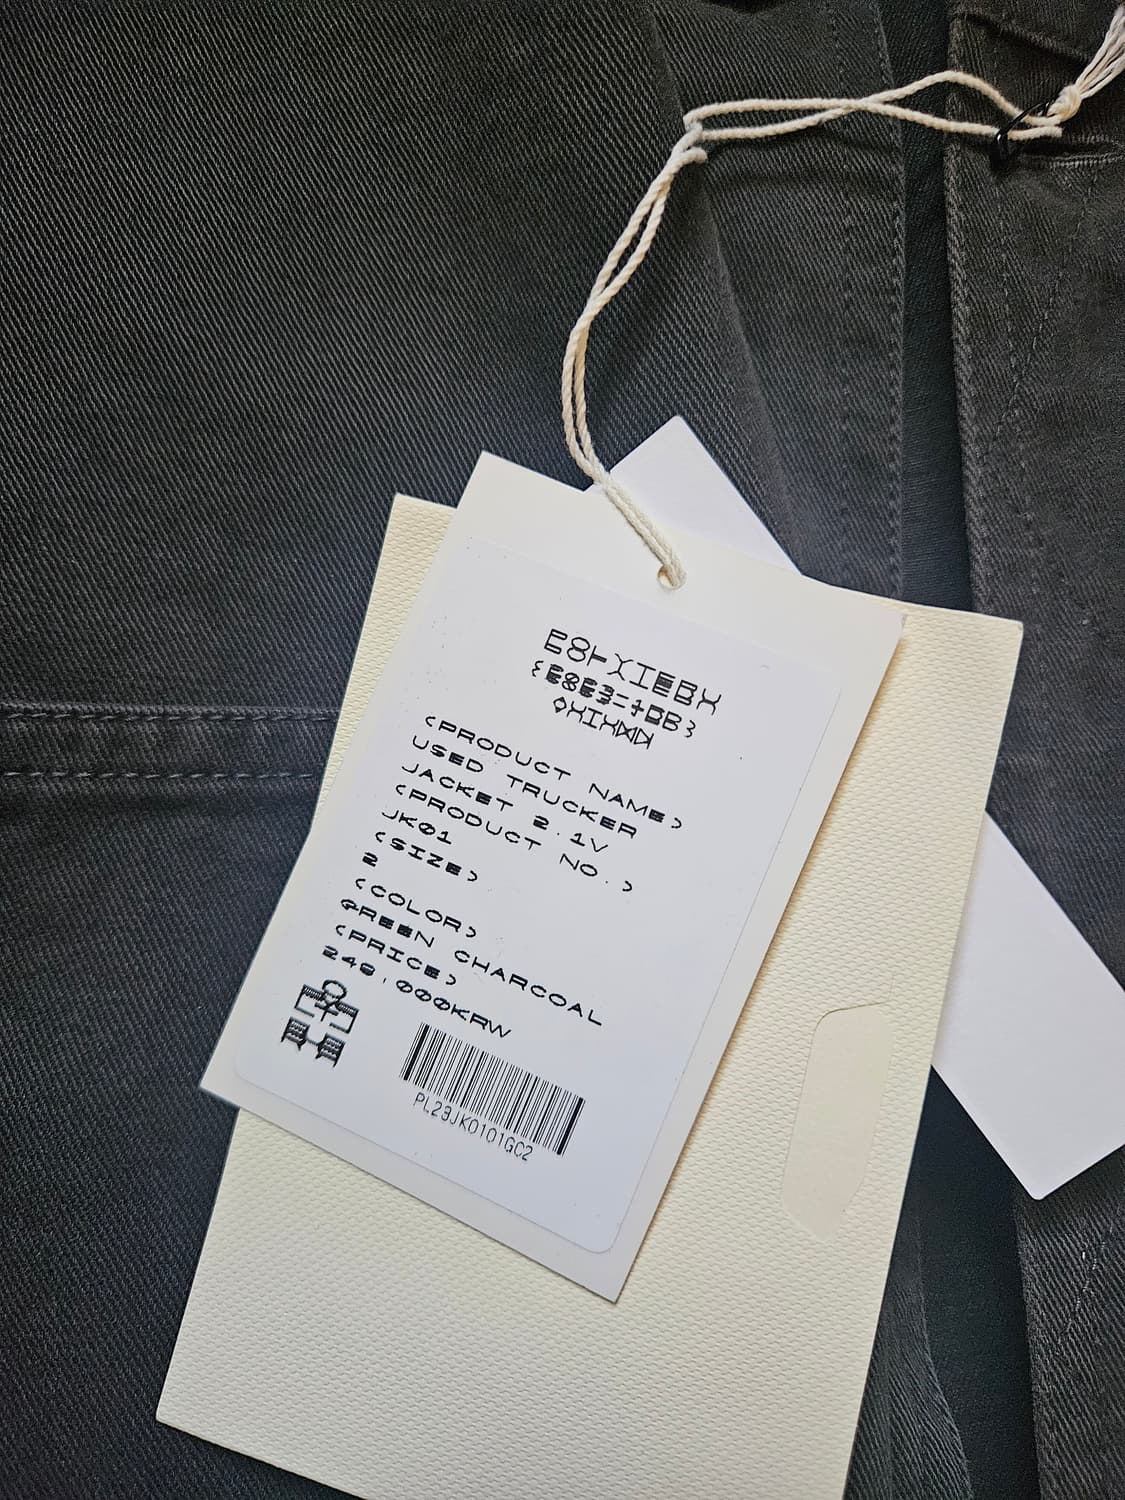 <PRODUCT NAME>
USED TRUCKER
JACKET 2.1V
<PRODUCT NO.>
JK01
<SIZE>
2
<COLOR>
GREEN CHARCOAL
<PRICE>
249,000KRW
PL23JK0101GC2